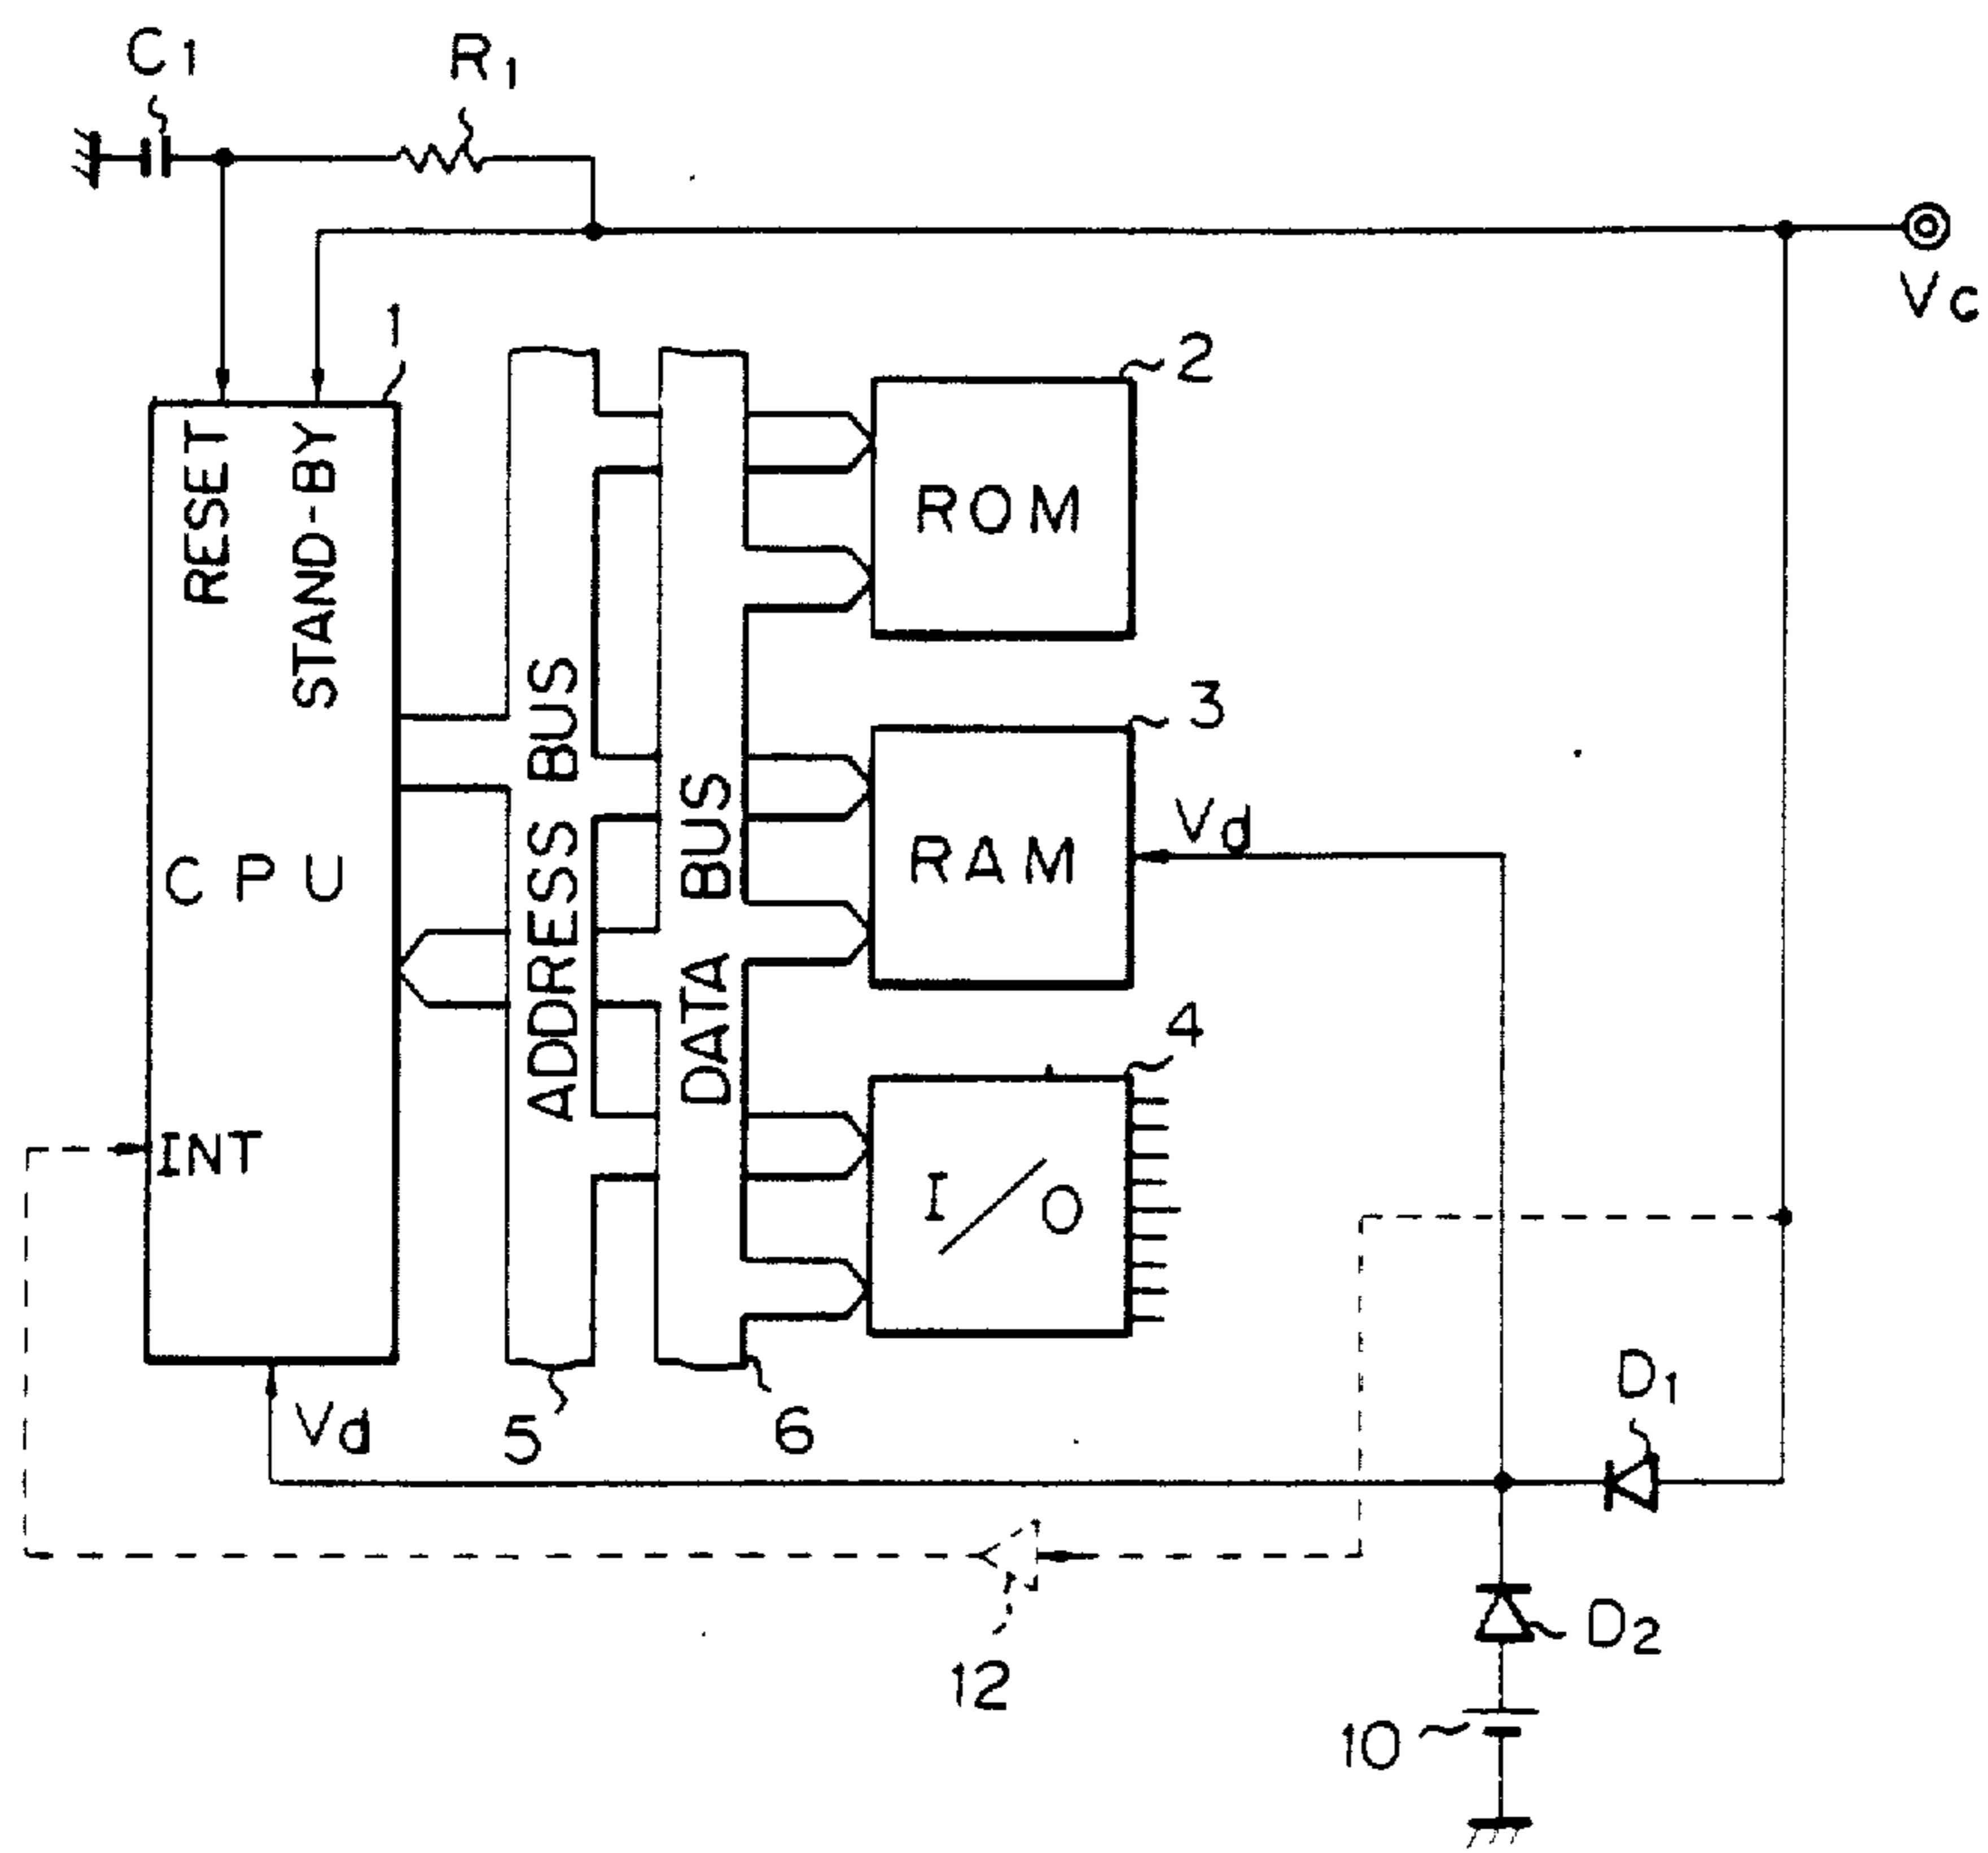 C1
R1
Vc
1
RESET
STAND-BY
2
ROM
ADDRESS BUS
DATA BUS
3
RAM
Vd
CPU
4
I/O
INT
Vd
5
6
D1
12
D2
10